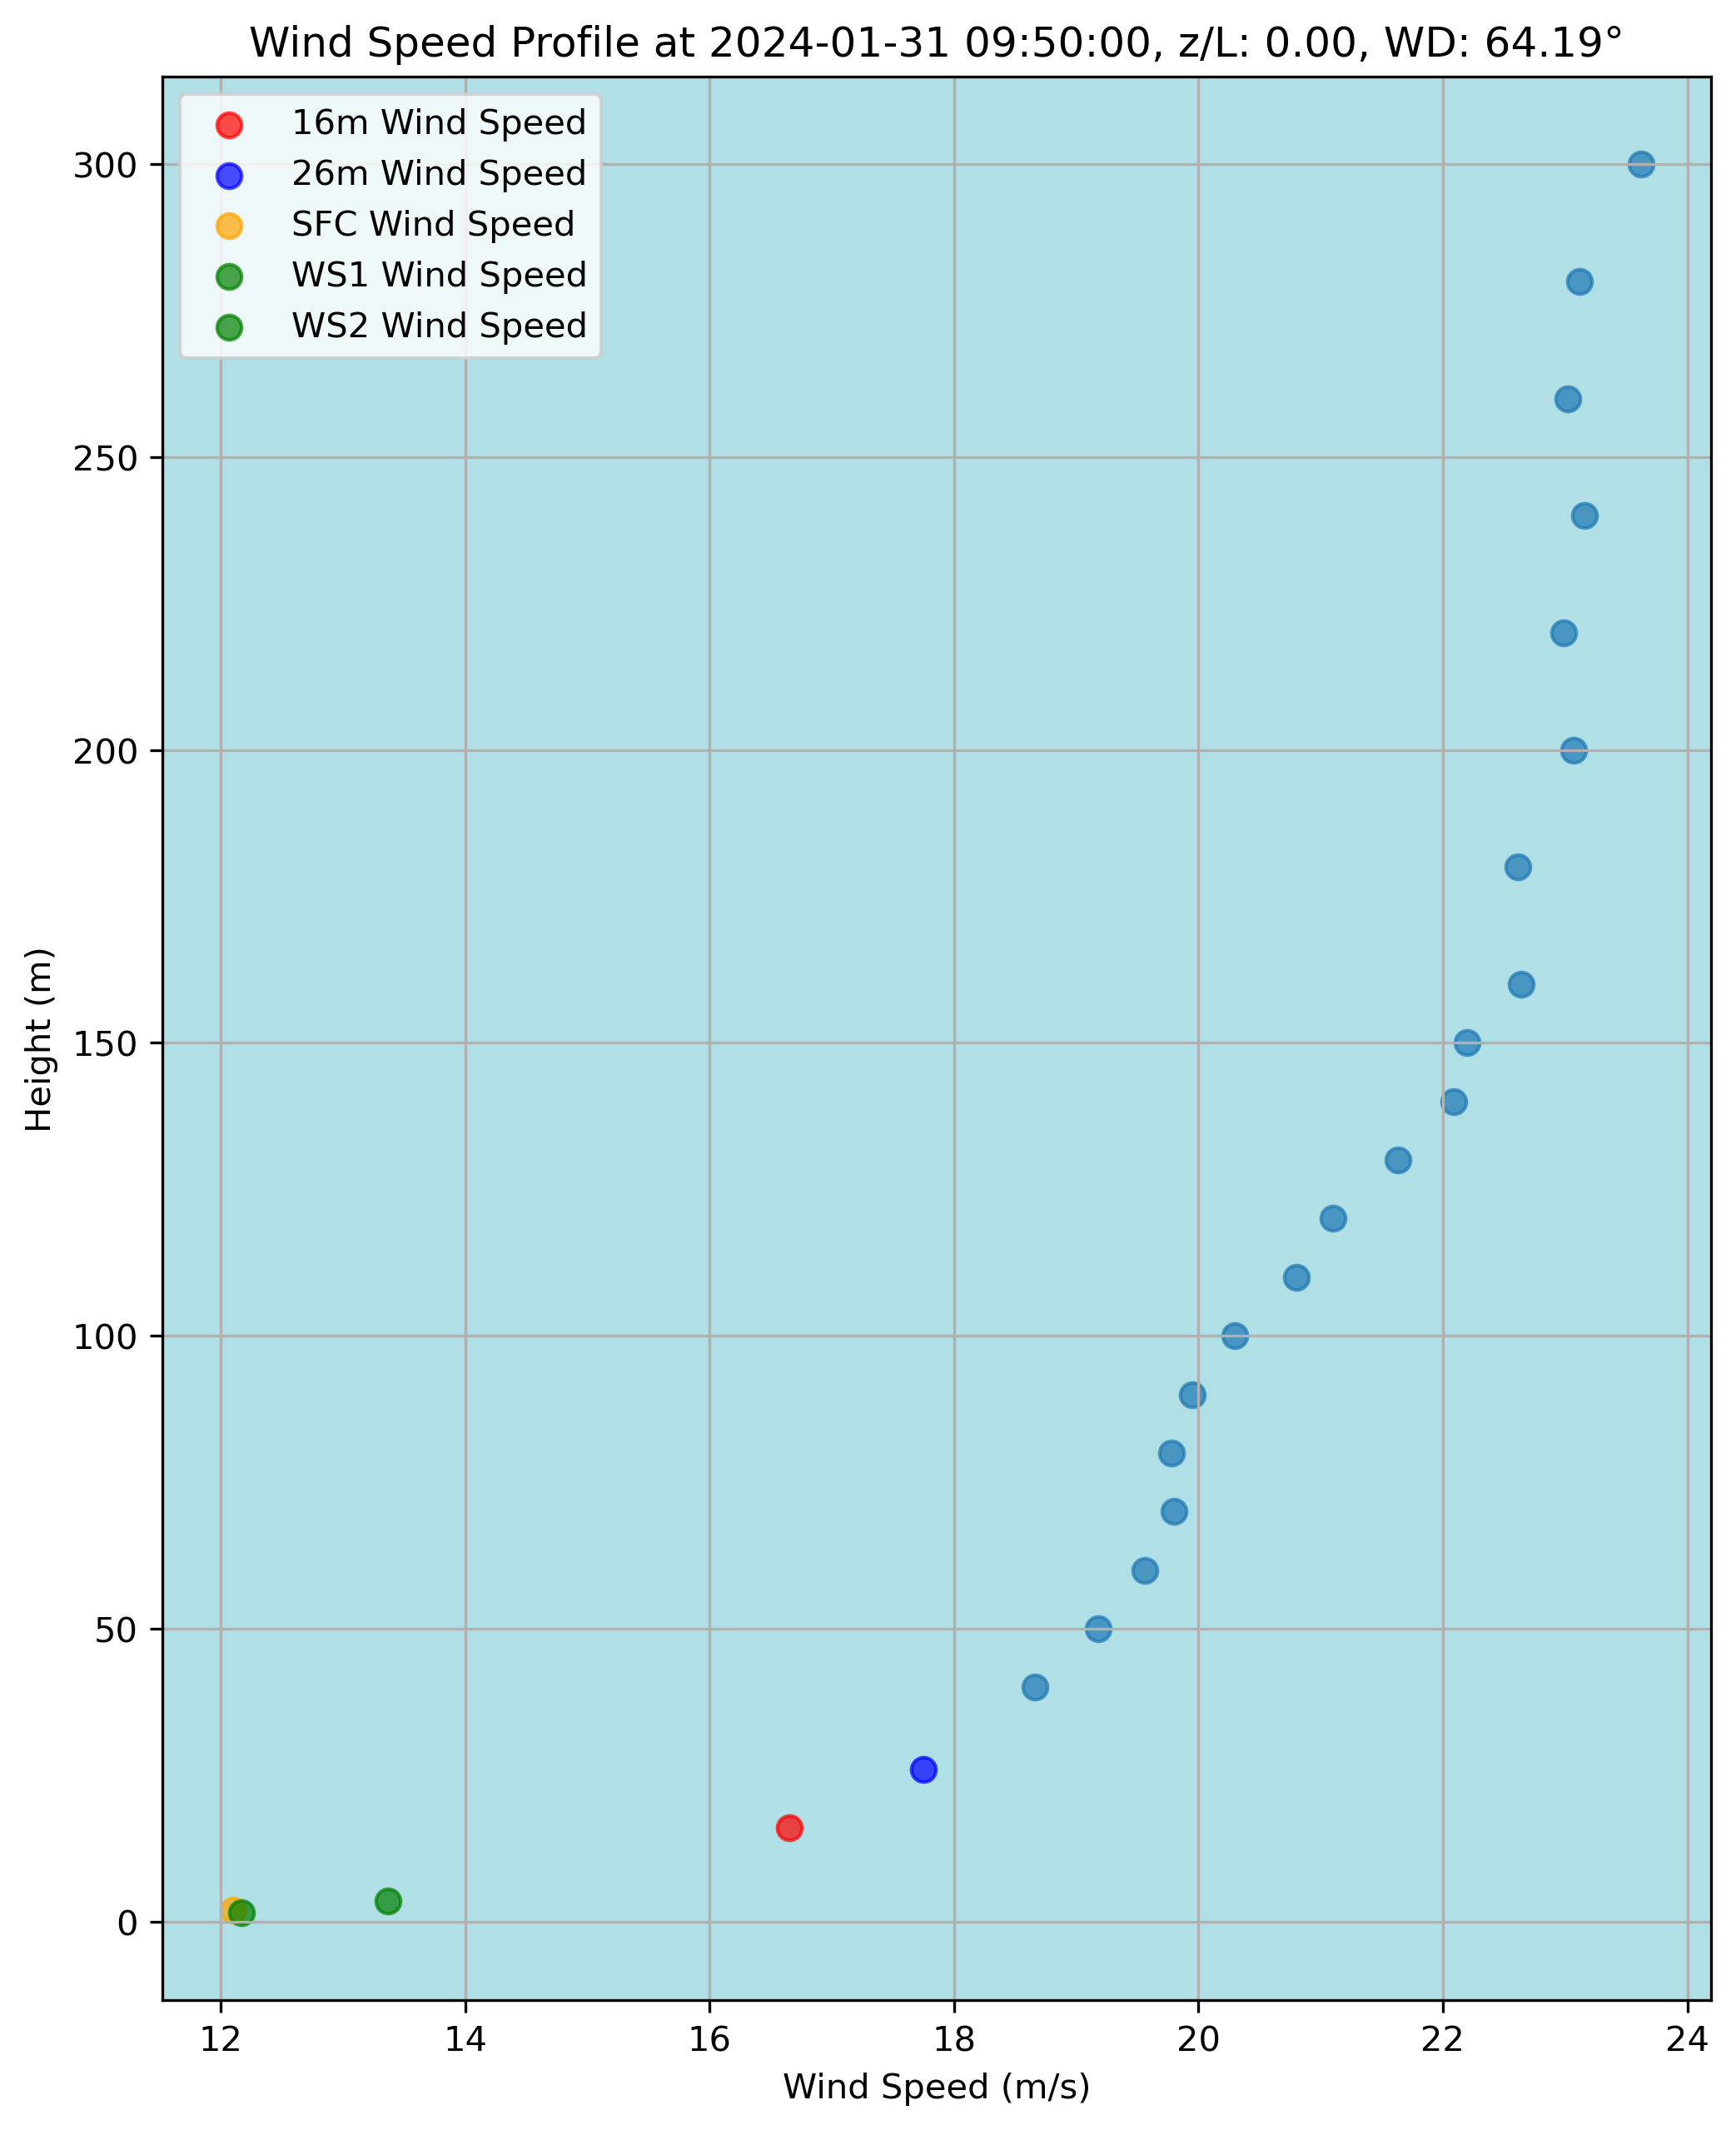 Wind Speed Profile at 2024-01-31 09:50:00, z/L: 0.00, WD: 64.19°
16m Wind Speed
26m Wind Speed
SFC Wind Speed
WS1 Wind Speed
WS2 Wind Speed
300
250
200
150
100
50
0
Height (m)
12 14 16 18 20 22 24
Wind Speed (m/s)